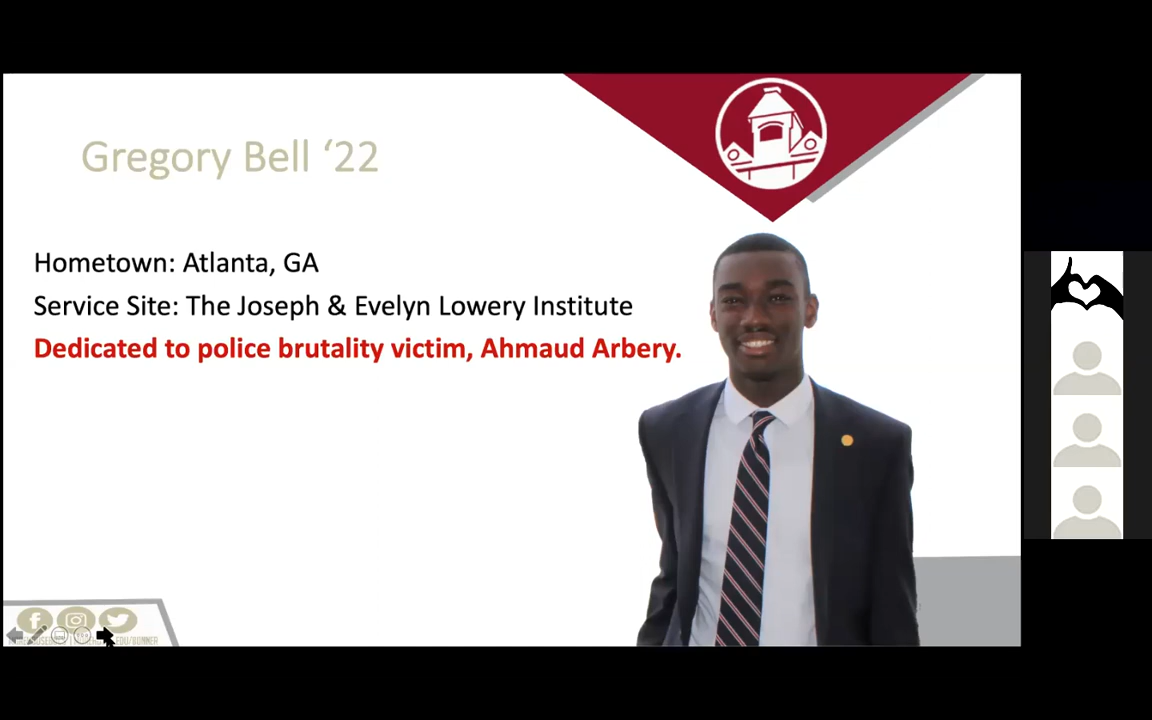 Gregory Bell ‘22
Hometown: Atlanta, GA
Service Site: The Joseph & Evelyn Lowery Institute
Dedicated to police brutality victim, Ahmaud Arbery.